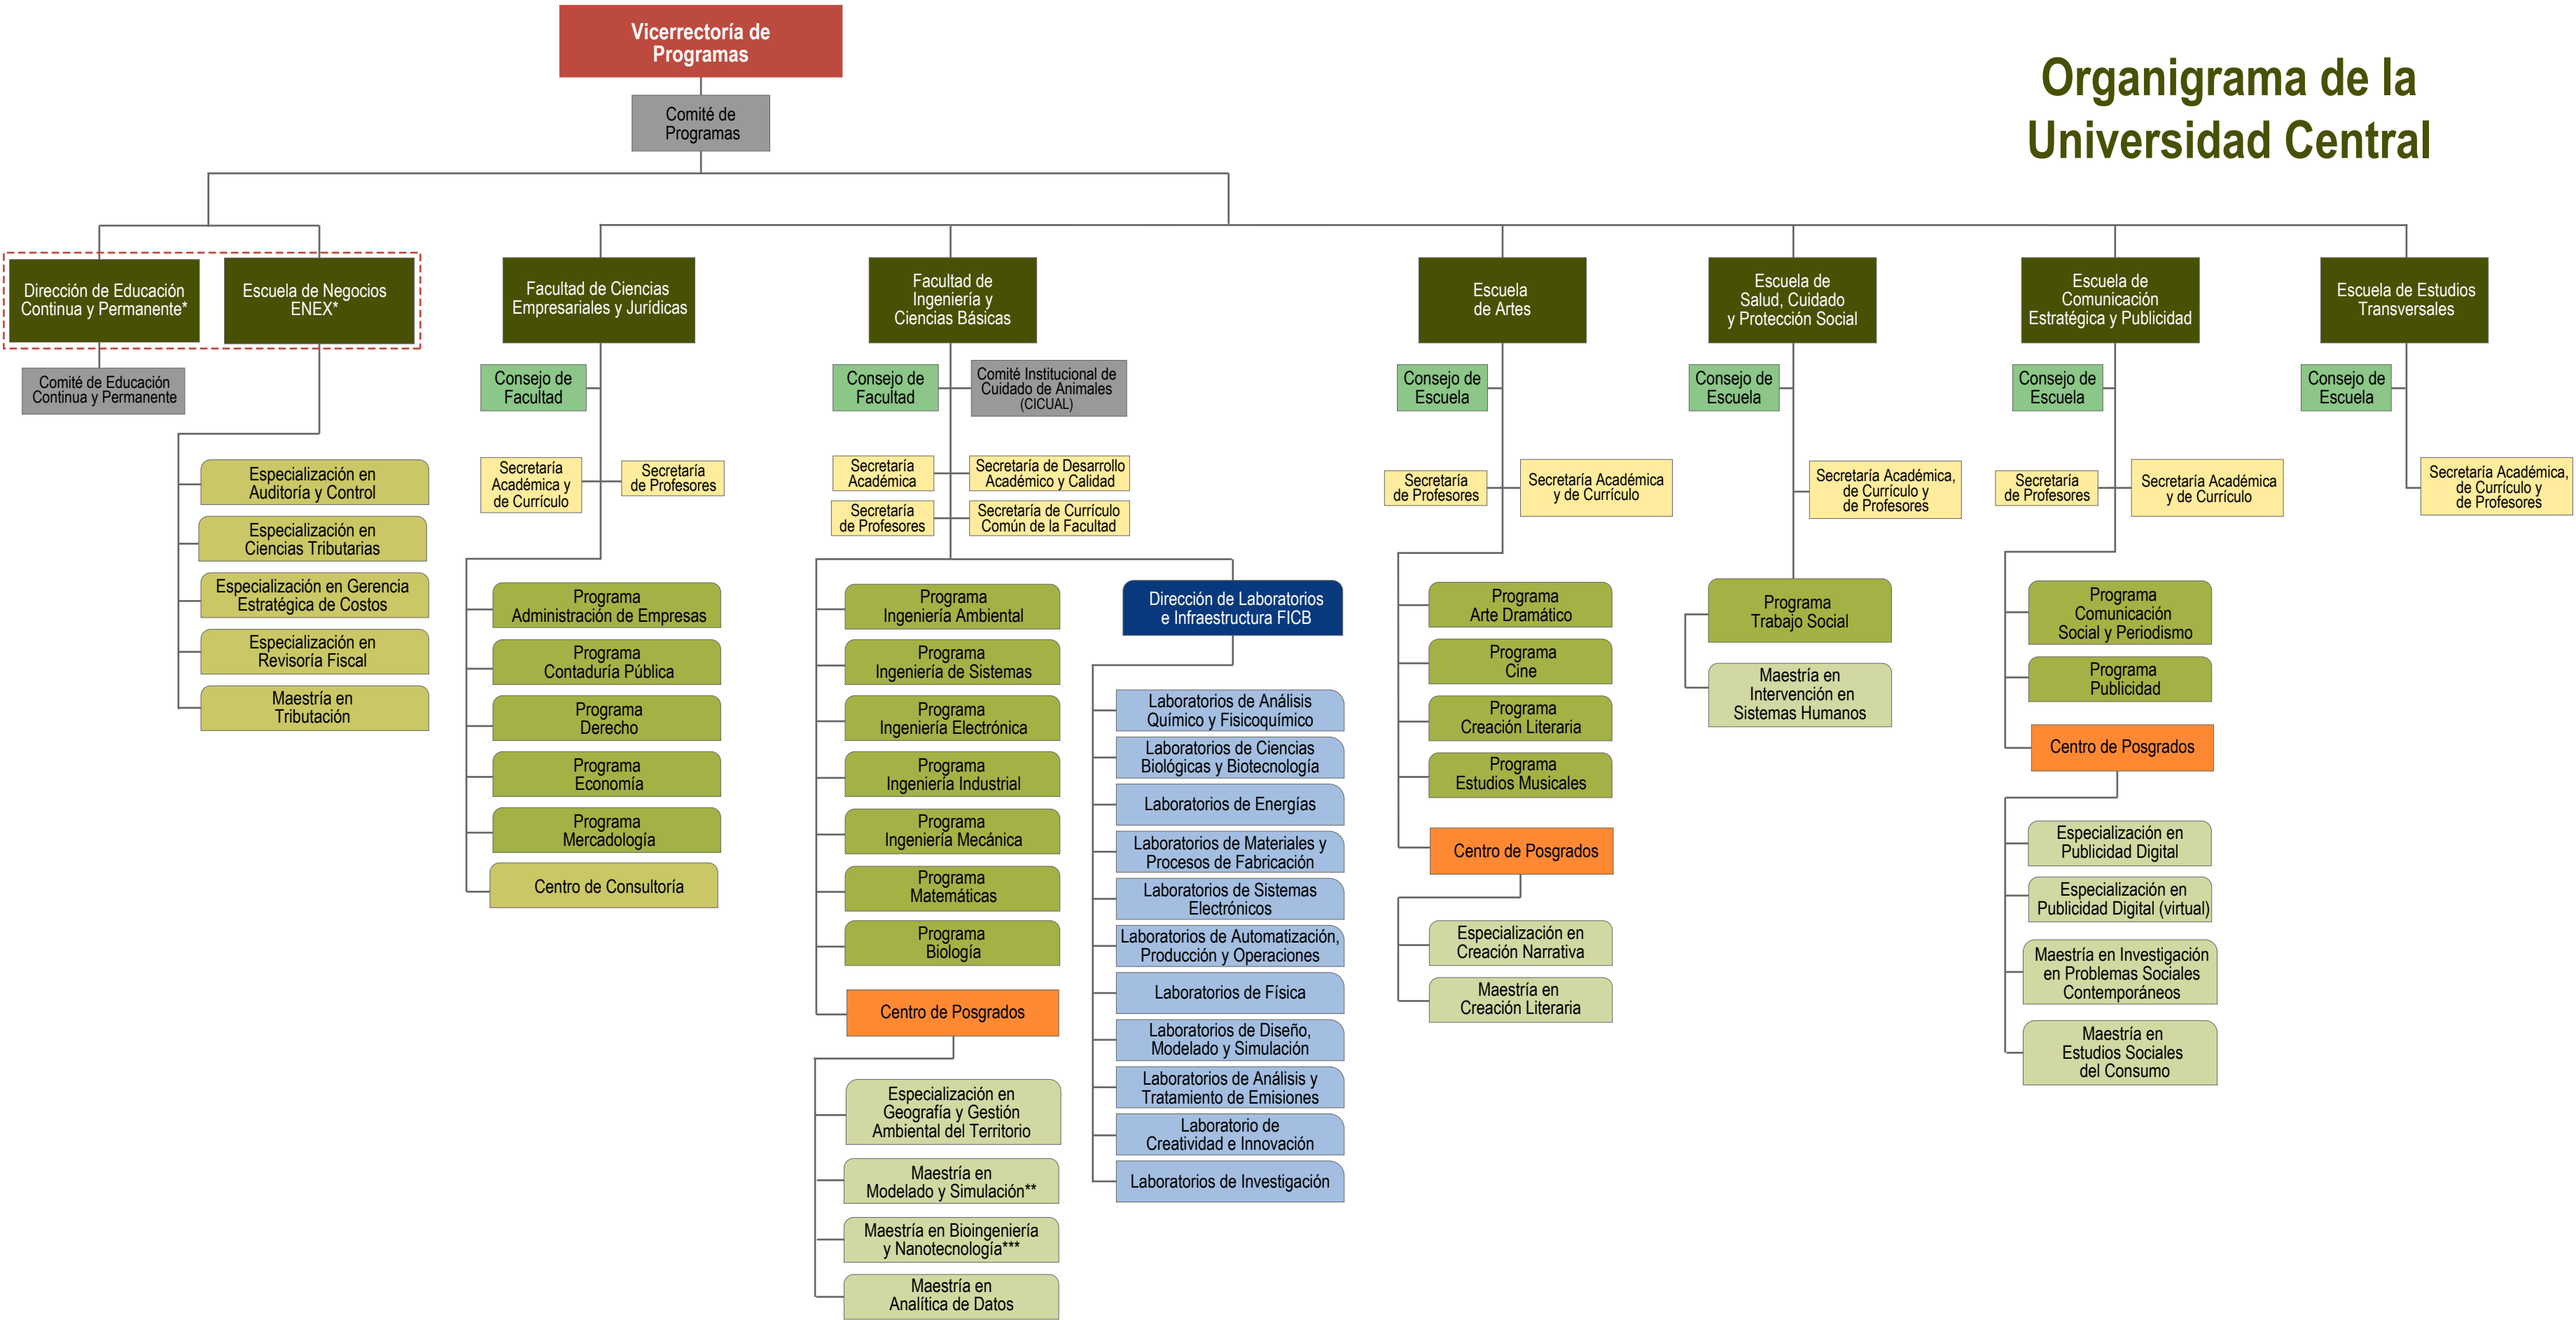 Vicerrectoría de
Programas
Organigrama de la
Universidad Central
Comité de
Programas
Dirección de Educación
Continua y Permanente*
Escuela de Negocios
ENEX*
Facultad de Ciencias
Empresariales y Jurídicas
Facultad de
Ingeniería y
Ciencias Básicas
Escuela
de Artes
Escuela de
Salud, Cuidado
y Protección Social
Escuela de
Comunicación
Estratégica y Publicidad
Escuela de Estudios
Transversales
Comité de Educación
Continua y Permanente
Especialización en
Auditoría y Control
Especialización en
Ciencias Tributarias
Especialización en Gerencia
Estratégica de Costos
Especialización en
Revisoría Fiscal
Maestría en
Tributación
Consejo de
Facultad
Secretaría
Académica y
de Currículo
Secretaría
de Profesores
Programa
Administración de Empresas
Programa
Contaduría Pública
Programa
Derecho
Programa
Economía
Programa
Mercadología
Centro de Consultoría
Consejo de
Facultad
Comité Institucional de
Cuidado de Animales
(CICUAL)
Secretaría
Académica
Secretaría de Desarrollo
Académico y Calidad
Secretaría
de Profesores
Secretaría de Currículo
Común de la Facultad
Programa
Ingeniería Ambiental
Programa
Ingeniería de Sistemas
Programa
Ingeniería Electrónica
Programa
Ingeniería Industrial
Programa
Ingeniería Mecánica
Programa
Matemáticas
Programa
Biología
Centro de Posgrados
Especialización en
Geografía y Gestión
Ambiental del Territorio
Maestría en
Modelado y Simulación**
Maestría en Bioingeniería
y Nanotecnología***
Maestría en
Analítica de Datos
Dirección de Laboratorios
e Infraestructura FICB
Laboratorios de Análisis
Químico y Fisicoquímico
Laboratorios de Ciencias
Biológicas y Biotecnología
Laboratorios de Energías
Laboratorios de Materiales y
Procesos de Fabricación
Laboratorios de Sistemas
Electrónicos
Laboratorios de Automatización,
Producción y Operaciones
Laboratorios de Física
Laboratorios de Diseño,
Modelado y Simulación
Laboratorios de Análisis y
Tratamiento de Emisiones
Laboratorio de
Creatividad e Innovación
Laboratorios de Investigación
Consejo de
Escuela
Secretaría
de Profesores
Secretaría Académica
y de Currículo
Programa
Arte Dramático
Programa
Cine
Programa
Creación Literaria
Programa
Estudios Musicales
Centro de Posgrados
Especialización en
Creación Narrativa
Maestría en
Creación Literaria
Consejo de
Escuela
Secretaría Académica,
de Currículo y
de Profesores
Programa
Trabajo Social
Maestría en
Intervención en
Sistemas Humanos
Consejo de
Escuela
Secretaría
de Profesores
Secretaría Académica
y de Currículo
Programa
Comunicación
Social y Periodismo
Programa
Publicidad
Centro de Posgrados
Especialización en
Publicidad Digital
Especialización en
Publicidad Digital (virtual)
Maestría en Investigación
en Problemas Sociales
Contemporáneos
Maestría en
Estudios Sociales
del Consumo
Consejo de
Escuela
Secretaría Académica,
de Currículo y
de Profesores